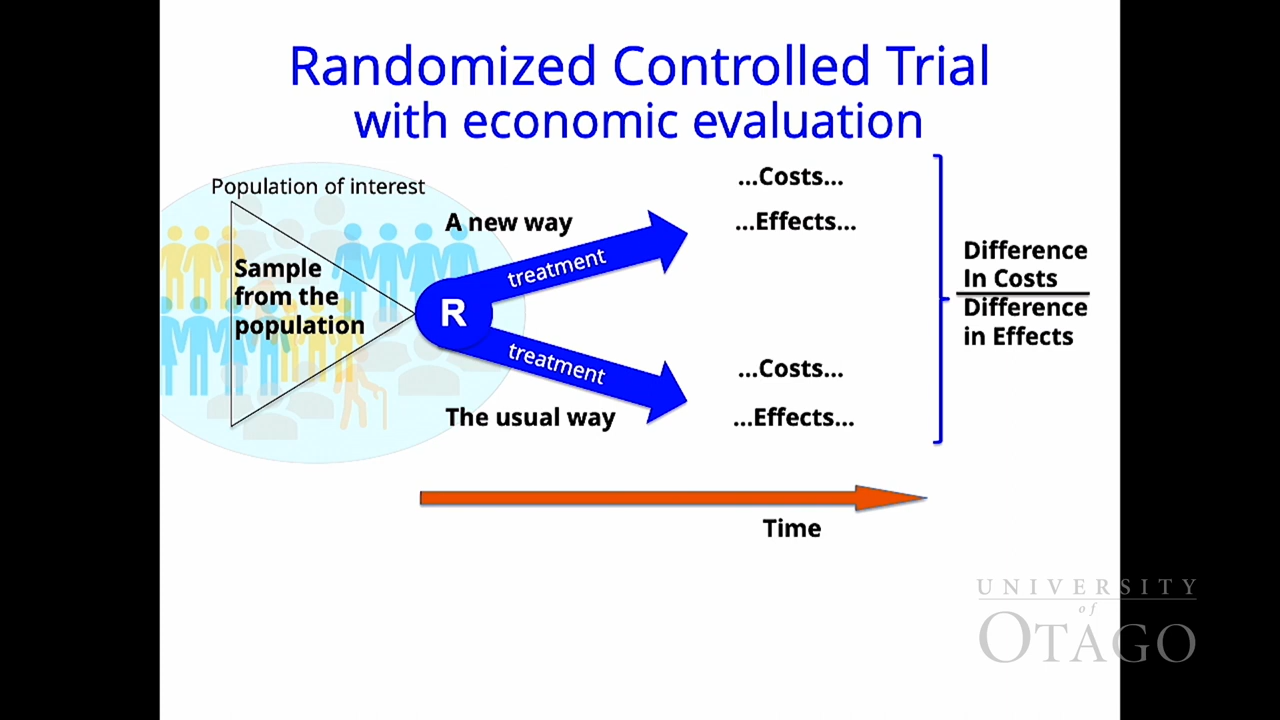 Randomized Controlled Trial
with economic evaluation
Population of interest
Sample
from the
population
R
A new way
treatment
treatment
The usual way
...Costs...
...Effects...
...Costs...
...Effects...
Difference
In Costs
Difference
in Effects
Time
UNIVERSITY
of
OTAGO